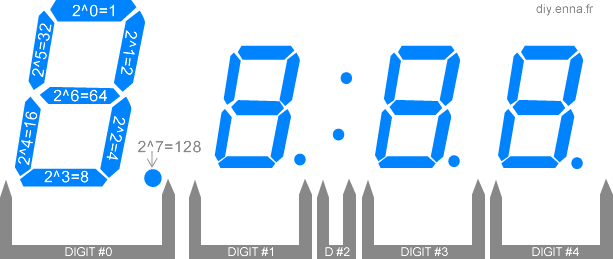 diy.enna.fr
2^0=1
2^5=32
2^1=2
2^6=64
2^4=16
2^2=4
2^7=128
2^3=8
DIGIT #0
DIGIT #1
D #2
DIGIT #3
DIGIT #4